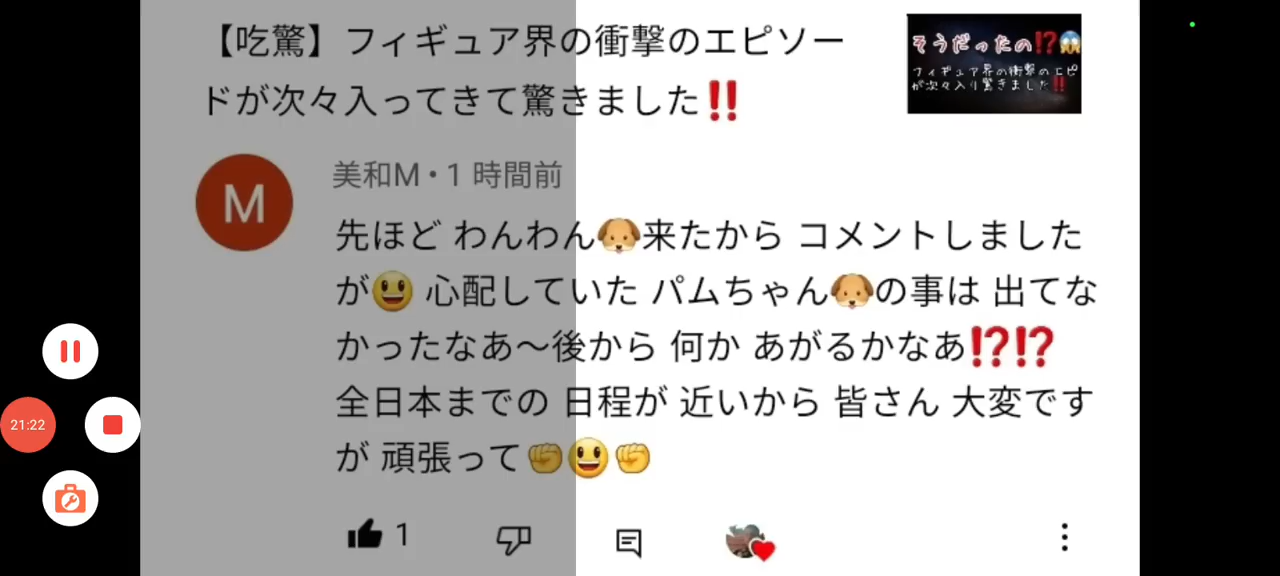 【吃驚】フィギュア界の衝撃のエピソー
ドが次々入ってきて驚きました‼️
そうだったの⁉️😱
フィギュア界の衝撃のエピ
が次々入り驚きました‼️
M
美和M • 1 時間前
先ほど わんわん🐶来たから コメントしました
が😃 心配していた パムちゃん🐶の事は 出てな
かったなあ〜後から 何か あがるかなあ⁉️⁉️
全日本までの 日程が 近いから 皆さん 大変です
が 頑張って✊😃✊
1
21:22